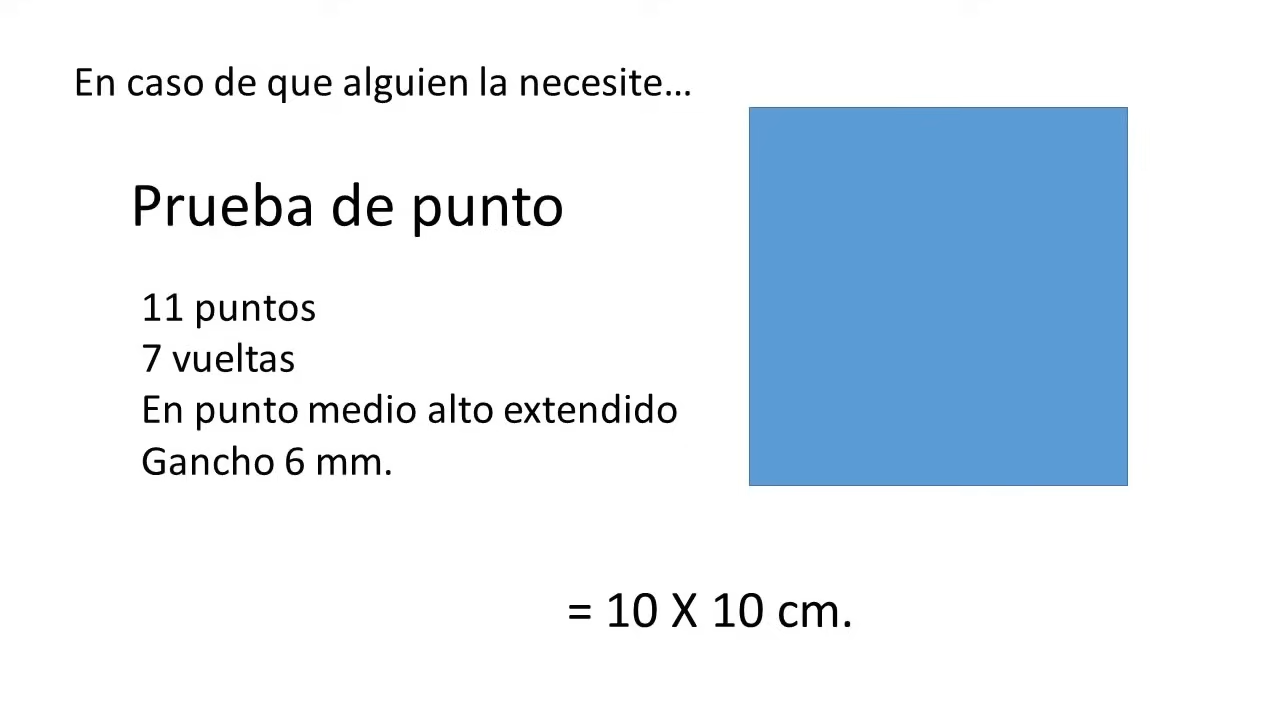 En caso de que alguien la necesite...
Prueba de punto
11 puntos
7 vueltas
En punto medio alto extendido
Gancho 6 mm.
= 10 X 10 cm.